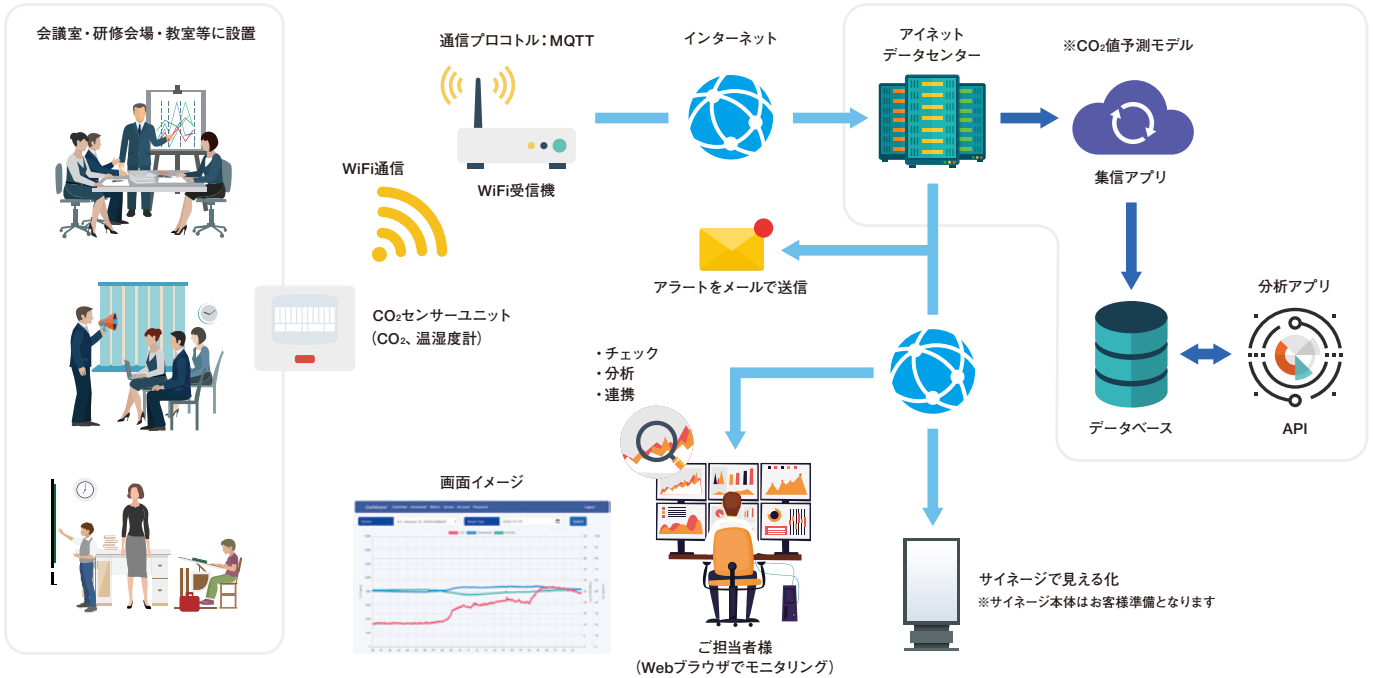 会議室・研修会場・教室等に設置
通信プロコトル：MQTT
インターネット
アイネット
データセンター
※CO₂値予測モデル
WiFi通信
WiFi受信機
集信アプリ
アラートをメールで送信
CO₂センサーユニット
（CO₂、温湿度計）
分析アプリ
・チェック
・分析
・連携
データベース
API
画面イメージ
サイネージで見える化
※サイネージ本体はお客様準備となります
ご担当者様
（Webブラウザでモニタリング）